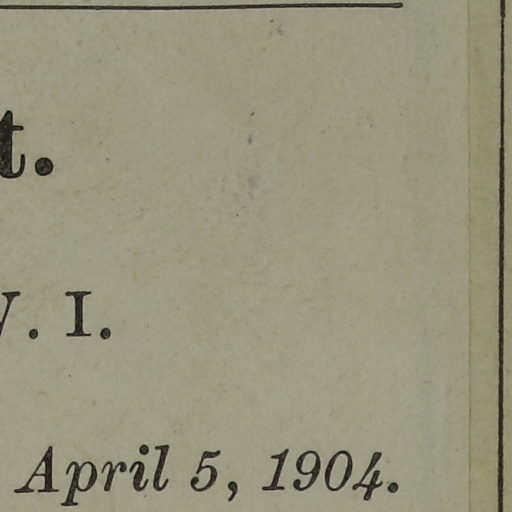 t.
. I.
April 5, 1904.